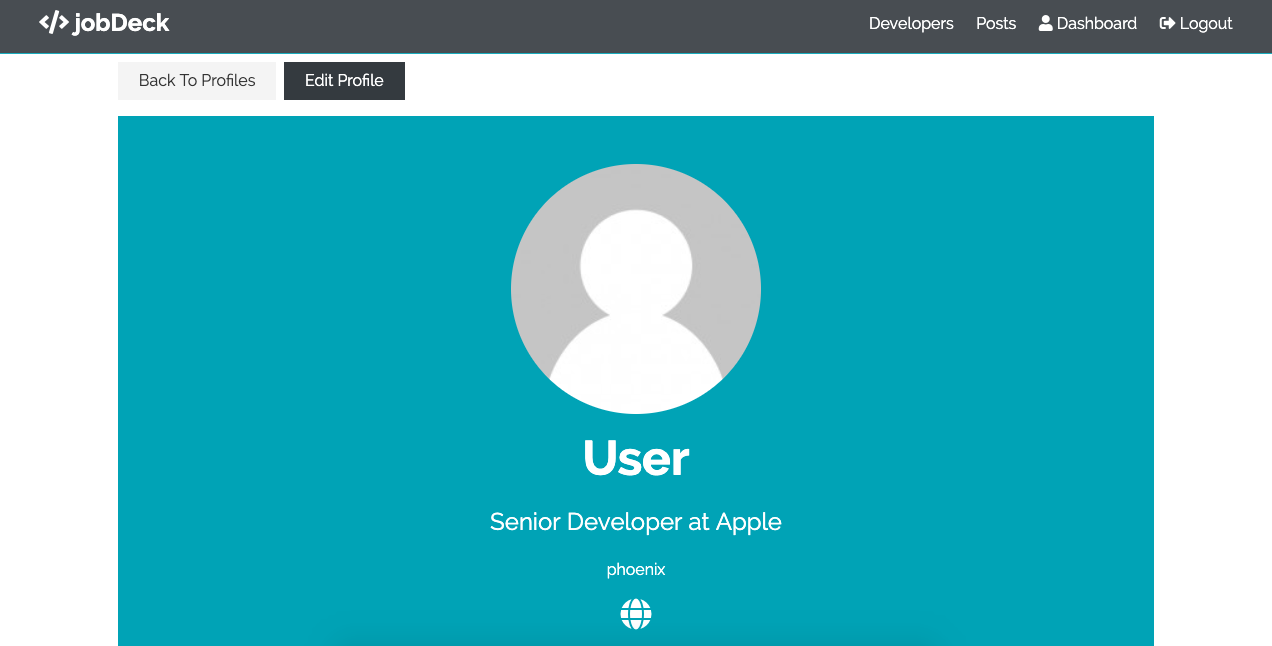 </> jobDeck
Developers Posts Dashboard Logout
Back To Profiles Edit Profile
User
Senior Developer at Apple
phoenix